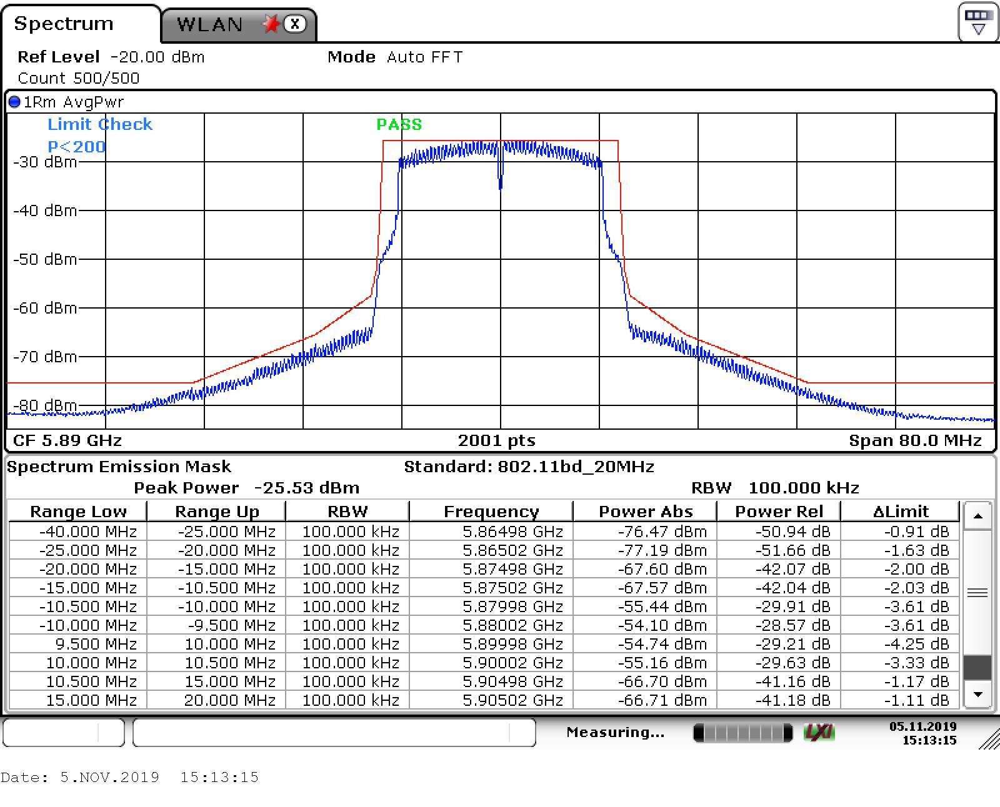 Spectrum WLAN X
Ref Level -20.00 dBm Mode Auto FFT
Count 500/500
1Rm AvgPwr
Limit Check PASS
P<200
-30 dBm
-40 dBm
-50 dBm
-60 dBm
-70 dBm
-80 dBm
CF 5.89 GHz 2001 pts Span 80.0 MHz
Spectrum Emission Mask Standard: 802.11bd_20MHz
Peak Power -25.53 dBm RBW 100.000 kHz
Range Low Range Up RBW Frequency Power Abs Power Rel ΔLimit
-40.000 MHz -25.000 MHz 100.000 kHz 5.86498 GHz -76.47 dBm -50.94 dB -0.91 dB
-25.000 MHz -20.000 MHz 100.000 kHz 5.86502 GHz -77.19 dBm -51.66 dB -1.63 dB
-20.000 MHz -15.000 MHz 100.000 kHz 5.87498 GHz -67.60 dBm -42.07 dB -2.00 dB
-15.000 MHz -10.500 MHz 100.000 kHz 5.87502 GHz -67.57 dBm -42.04 dB -2.03 dB
-10.500 MHz -10.000 MHz 100.000 kHz 5.87998 GHz -55.44 dBm -29.91 dB -3.61 dB
-10.000 MHz -9.500 MHz 100.000 kHz 5.88002 GHz -54.10 dBm -28.57 dB -3.61 dB
9.500 MHz 10.000 MHz 100.000 kHz 5.89998 GHz -54.74 dBm -29.21 dB -4.25 dB
10.000 MHz 10.500 MHz 100.000 kHz 5.90002 GHz -55.16 dBm -29.63 dB -3.33 dB
10.500 MHz 15.000 MHz 100.000 kHz 5.90498 GHz -66.70 dBm -41.16 dB -1.17 dB
15.000 MHz 20.000 MHz 100.000 kHz 5.90502 GHz -66.71 dBm -41.18 dB -1.11 dB
Measuring... LXI 05.11.2019
15:13:15
Date: 5.NOV.2019 15:13:15